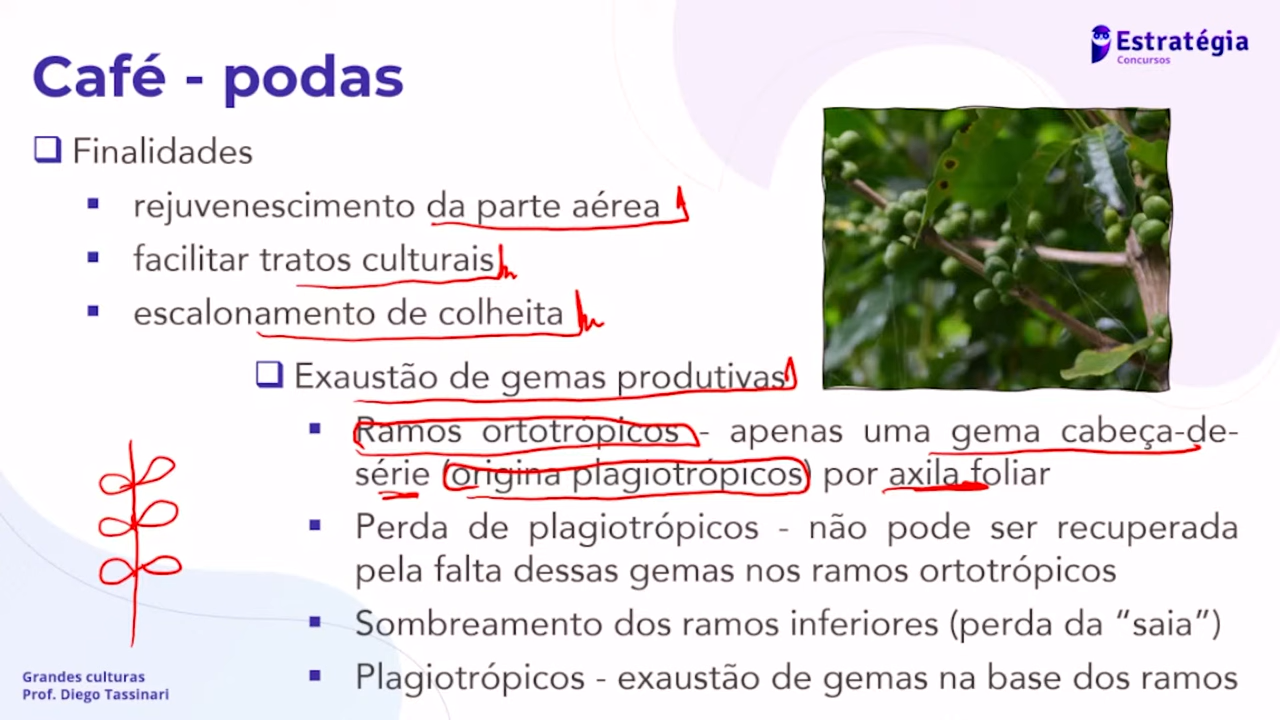 Café - podas
Estratégia
Concursos
Finalidades
rejuvenescimento da parte aérea
facilitar tratos culturais
escalonamento de colheita
Exaustão de gemas produtivas
Ramos ortotrópicos - apenas uma gema cabeça-de-
série (origina plagiotrópicos) por axila foliar
Perda de plagiotrópicos - não pode ser recuperada
pela falta dessas gemas nos ramos ortotrópicos
Sombreamento dos ramos inferiores (perda da “saia”)
Plagiotrópicos - exaustão de gemas na base dos ramos
Grandes culturas
Prof. Diego Tassinari